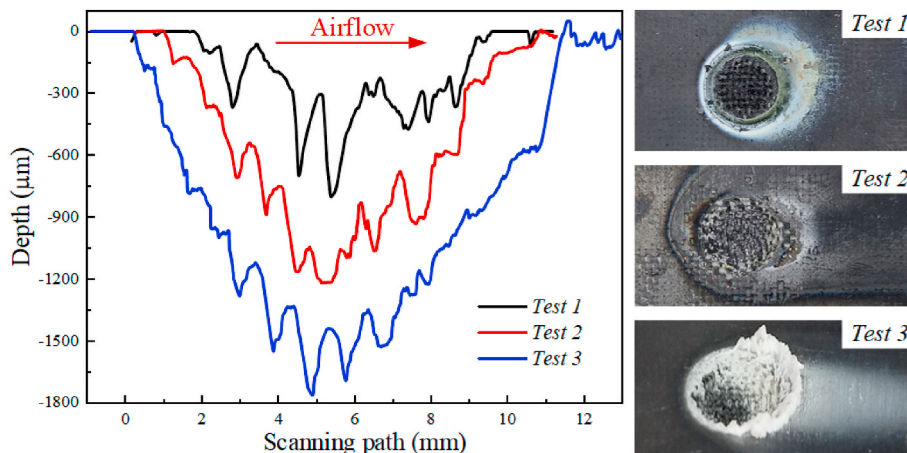 0
-300
-600
-900
-1200
-1500
-1800
Depth (µm)
Airflow
Test 1
Test 2
Test 3
0 2 4 6 8 10 12
Scanning path (mm)
Test 1
Test 2
Test 3